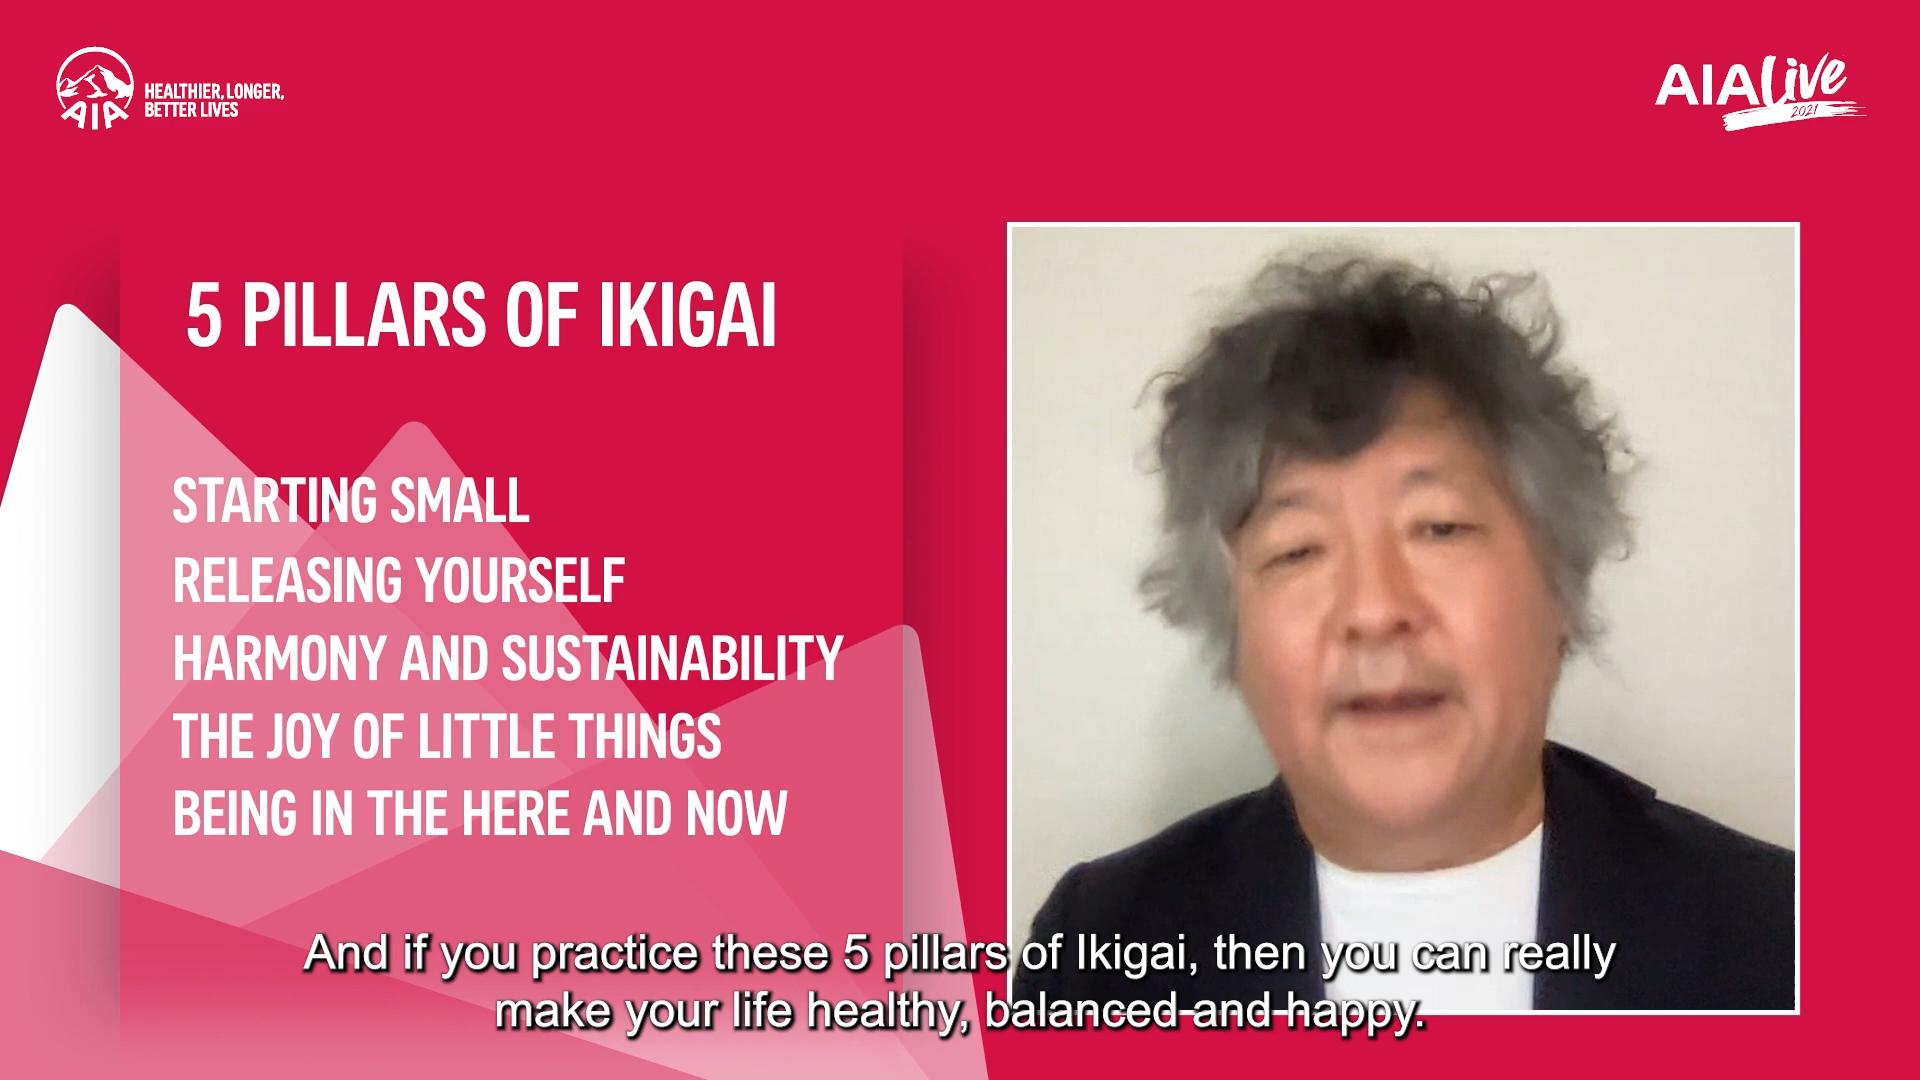 AIA
HEALTHIER, LONGER,
BETTER LIVES
AIA Live
2021
5 PILLARS OF IKIGAI
STARTING SMALL
RELEASING YOURSELF
HARMONY AND SUSTAINABILITY
THE JOY OF LITTLE THINGS
BEING IN THE HERE AND NOW
And if you practice these 5 pillars of Ikigai, then you can really
make your life healthy, balanced and happy.